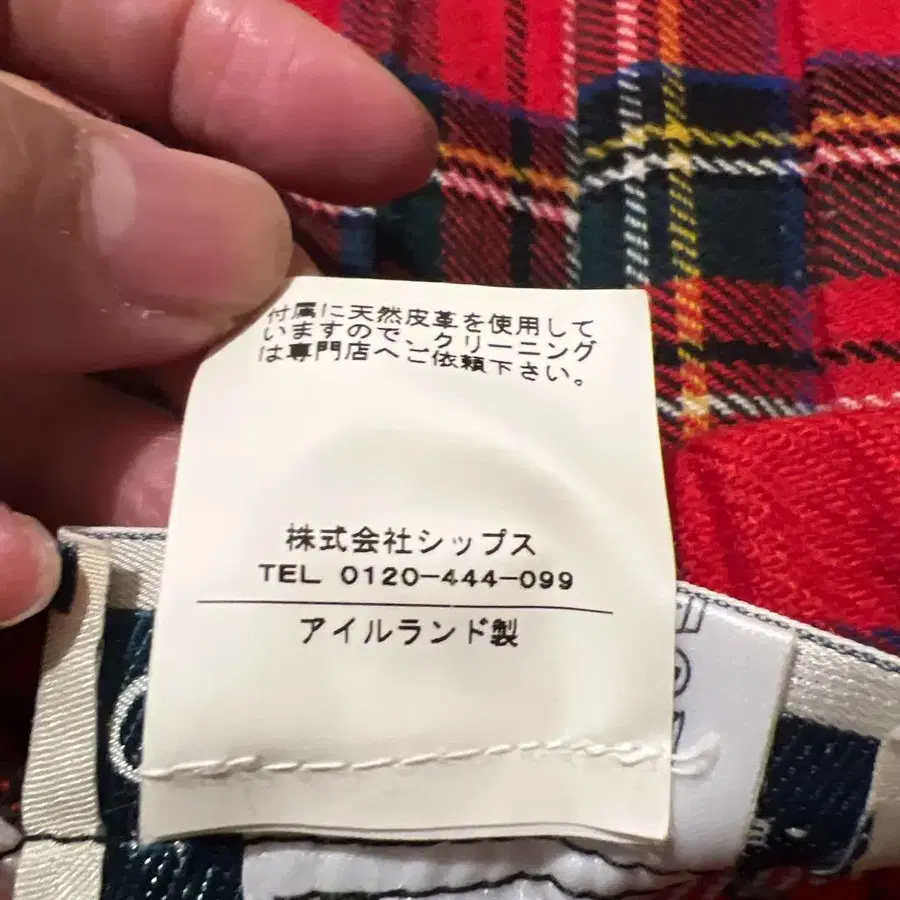 付属に天然皮革を使用して
いますので、クリーニング
は専門店へご依頼下さい。
株式会社シップス
TEL 0120-444-099
アイルランド製